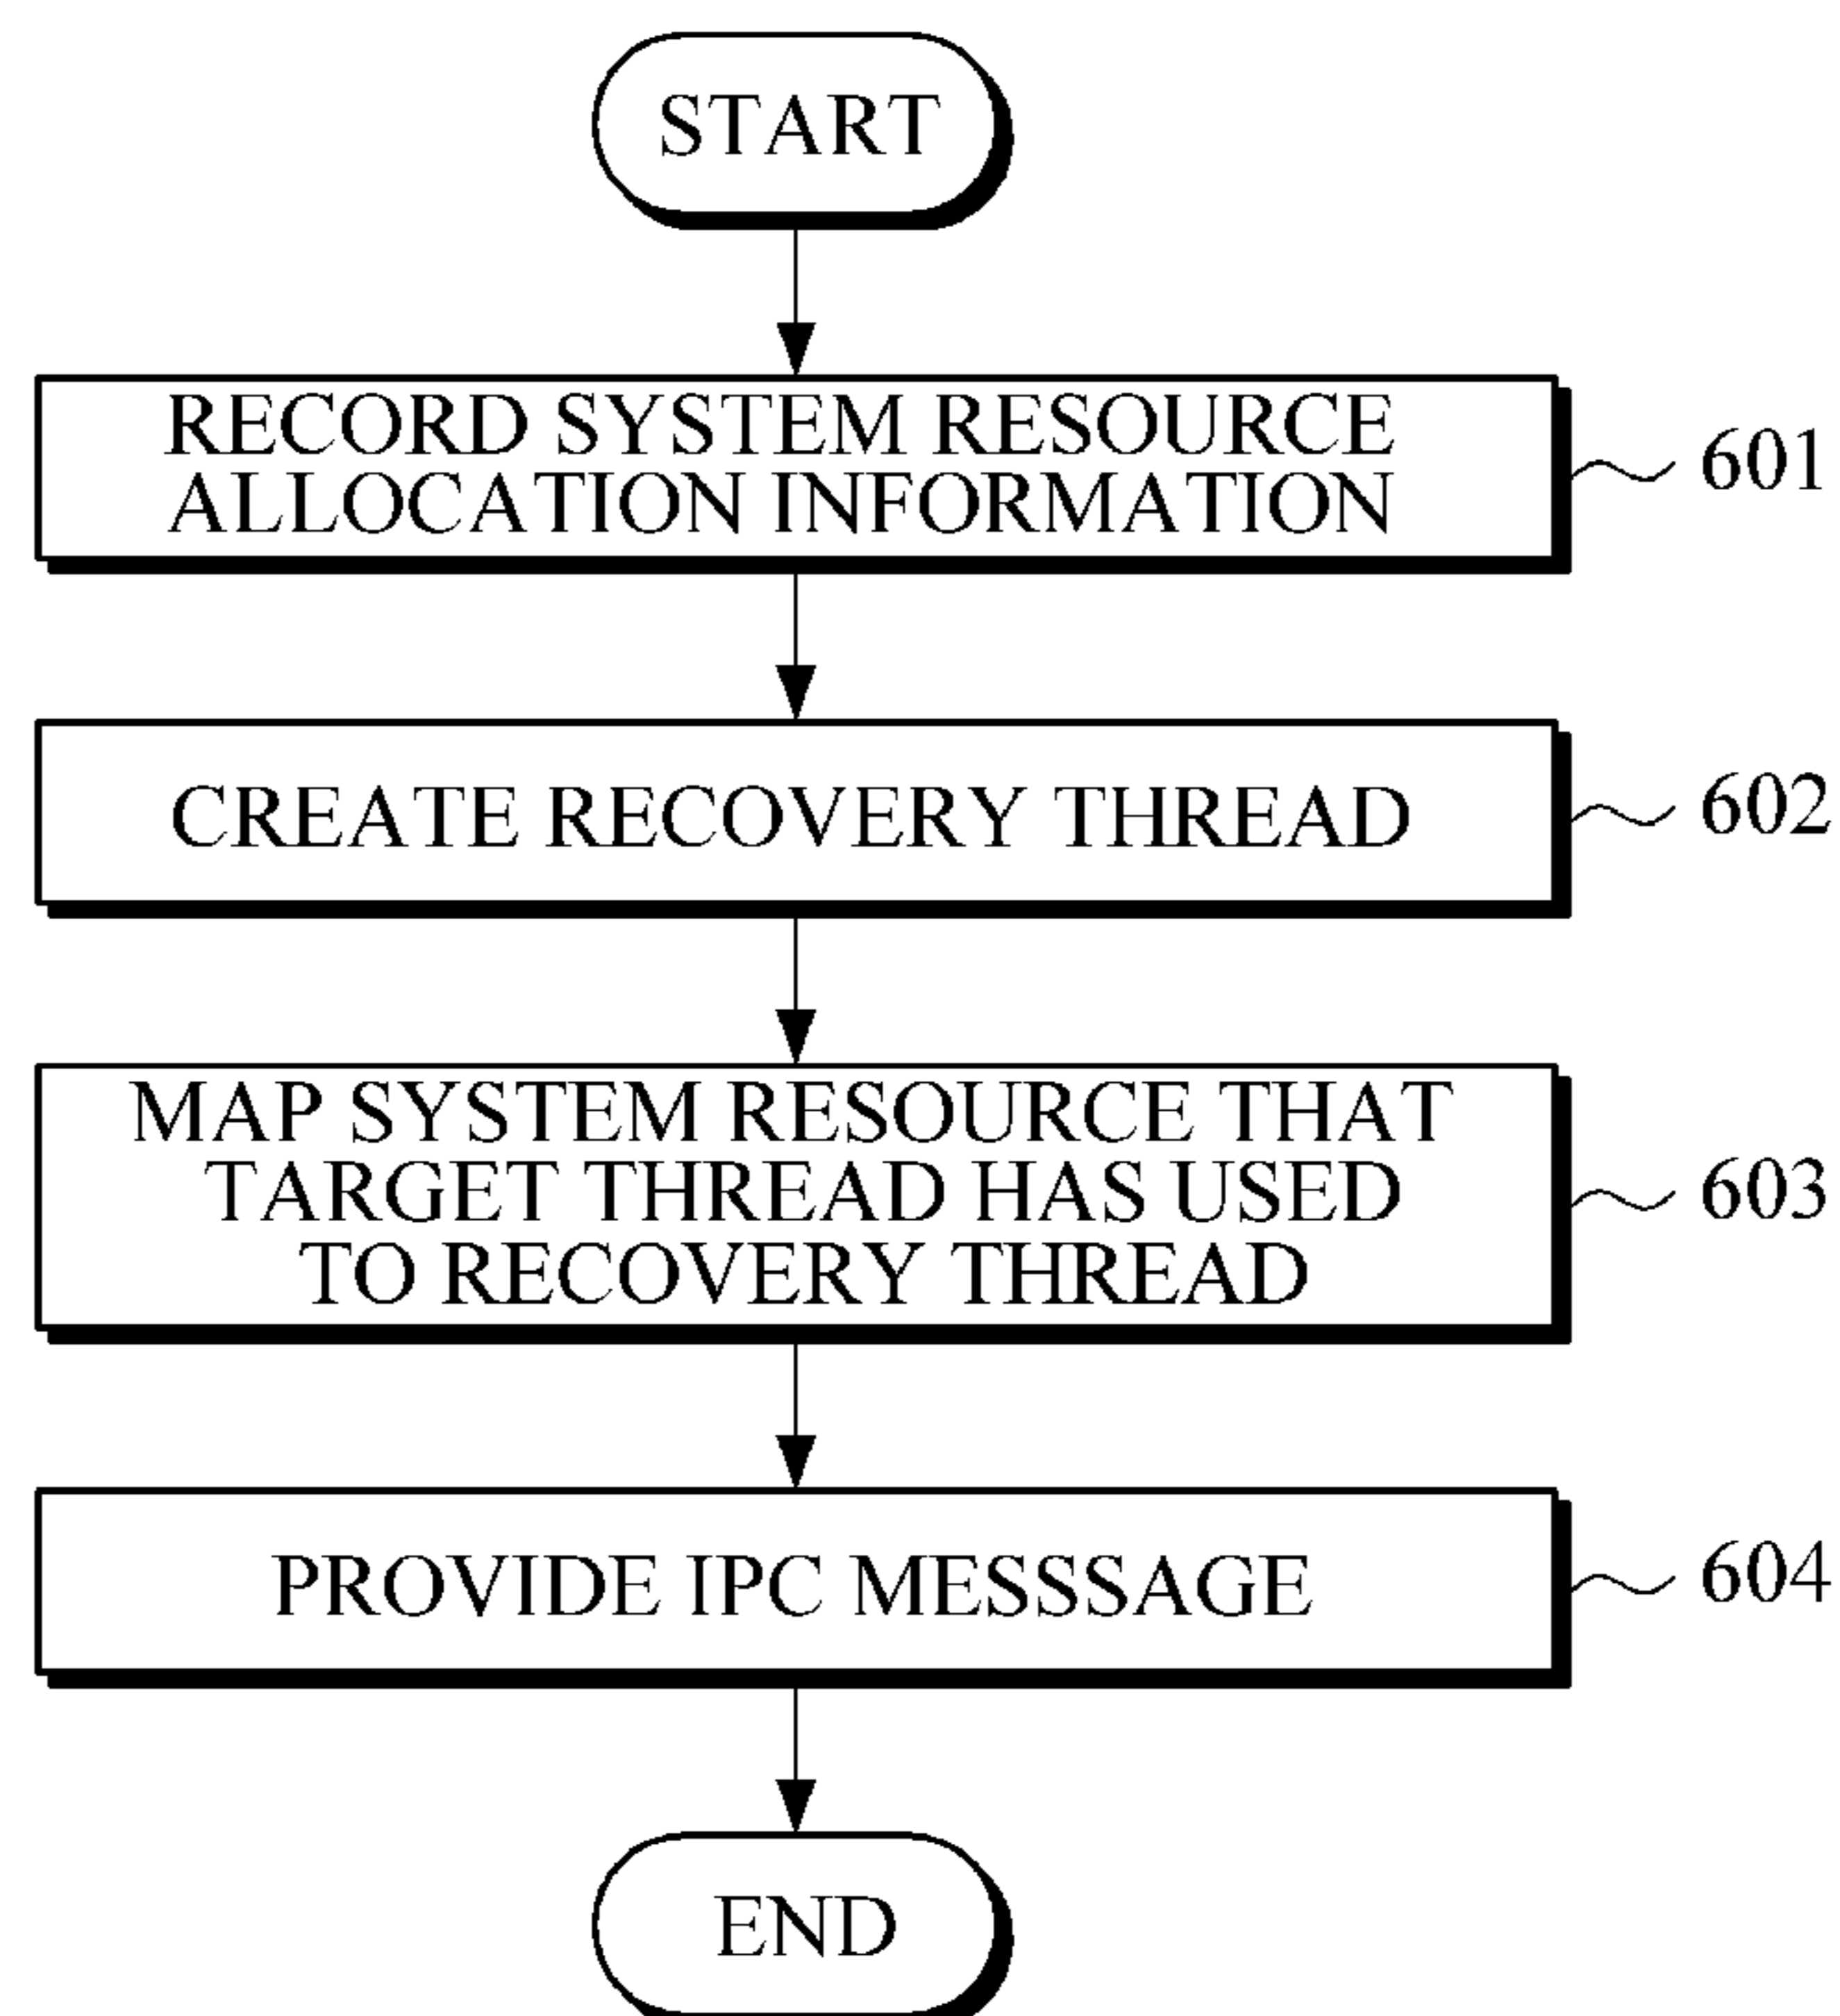 START
RECORD SYSTEM RESOURCE
ALLOCATION INFORMATION
601
CREATE RECOVERY THREAD
602
MAP SYSTEM RESOURCE THAT
TARGET THREAD HAS USED
TO RECOVERY THREAD
603
PROVIDE IPC MESSSAGE
604
END